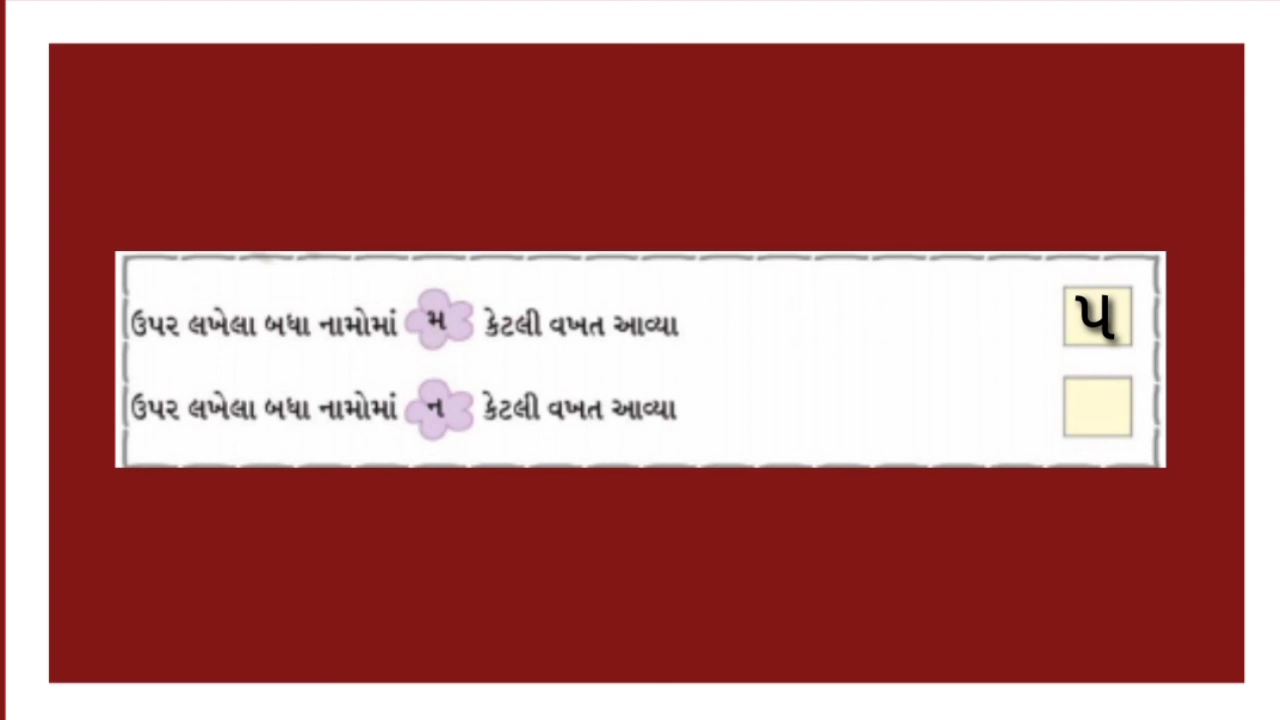 ઉપર લખેલા બધા નામોમાં મ કેટલી વખત આવ્યા ૫
ઉપર લખેલા બધા નામોમાં ન કેટલી વખત આવ્યા